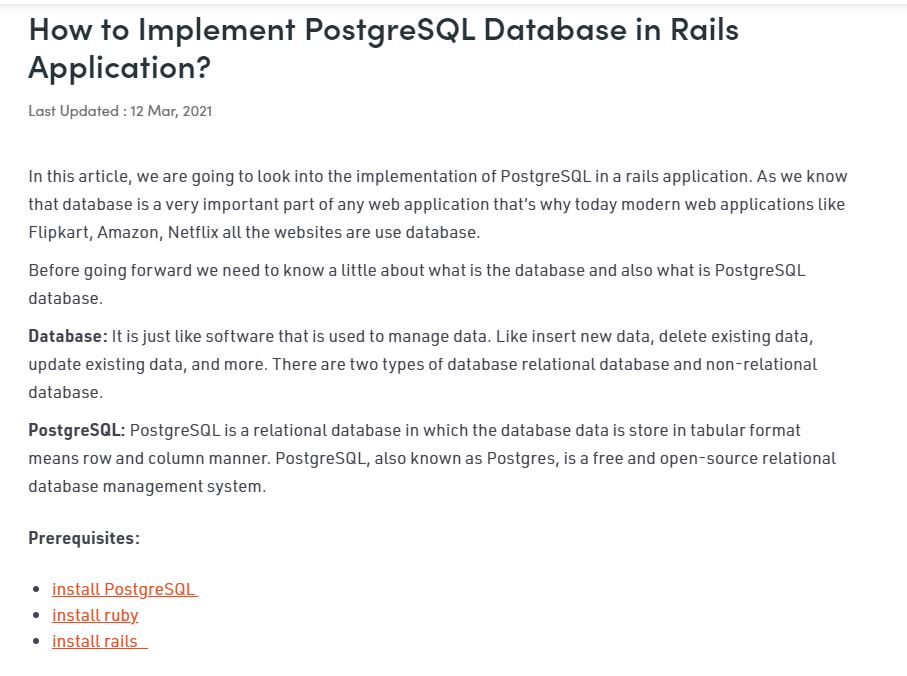 How to Implement PostgreSQL Database in Rails
Application?
Last Updated : 12 Mar, 2021
In this article, we are going to look into the implementation of PostgreSQL in a rails application. As we know
that database is a very important part of any web application that's why today modern web applications like
Flipkart, Amazon, Netflix all the websites are use database.
Before going forward we need to know a little about what is the database and also what is PostgreSQL
database.
Database: It is just like software that is used to manage data. Like insert new data, delete existing data,
update existing data, and more. There are two types of database relational database and non-relational
database.
PostgreSQL: PostgreSQL is a relational database in which the database data is store in tabular format
means row and column manner. PostgreSQL, also known as Postgres, is a free and open-source relational
database management system.
Prerequisites:
• install PostgreSQL
• install ruby
• install rails